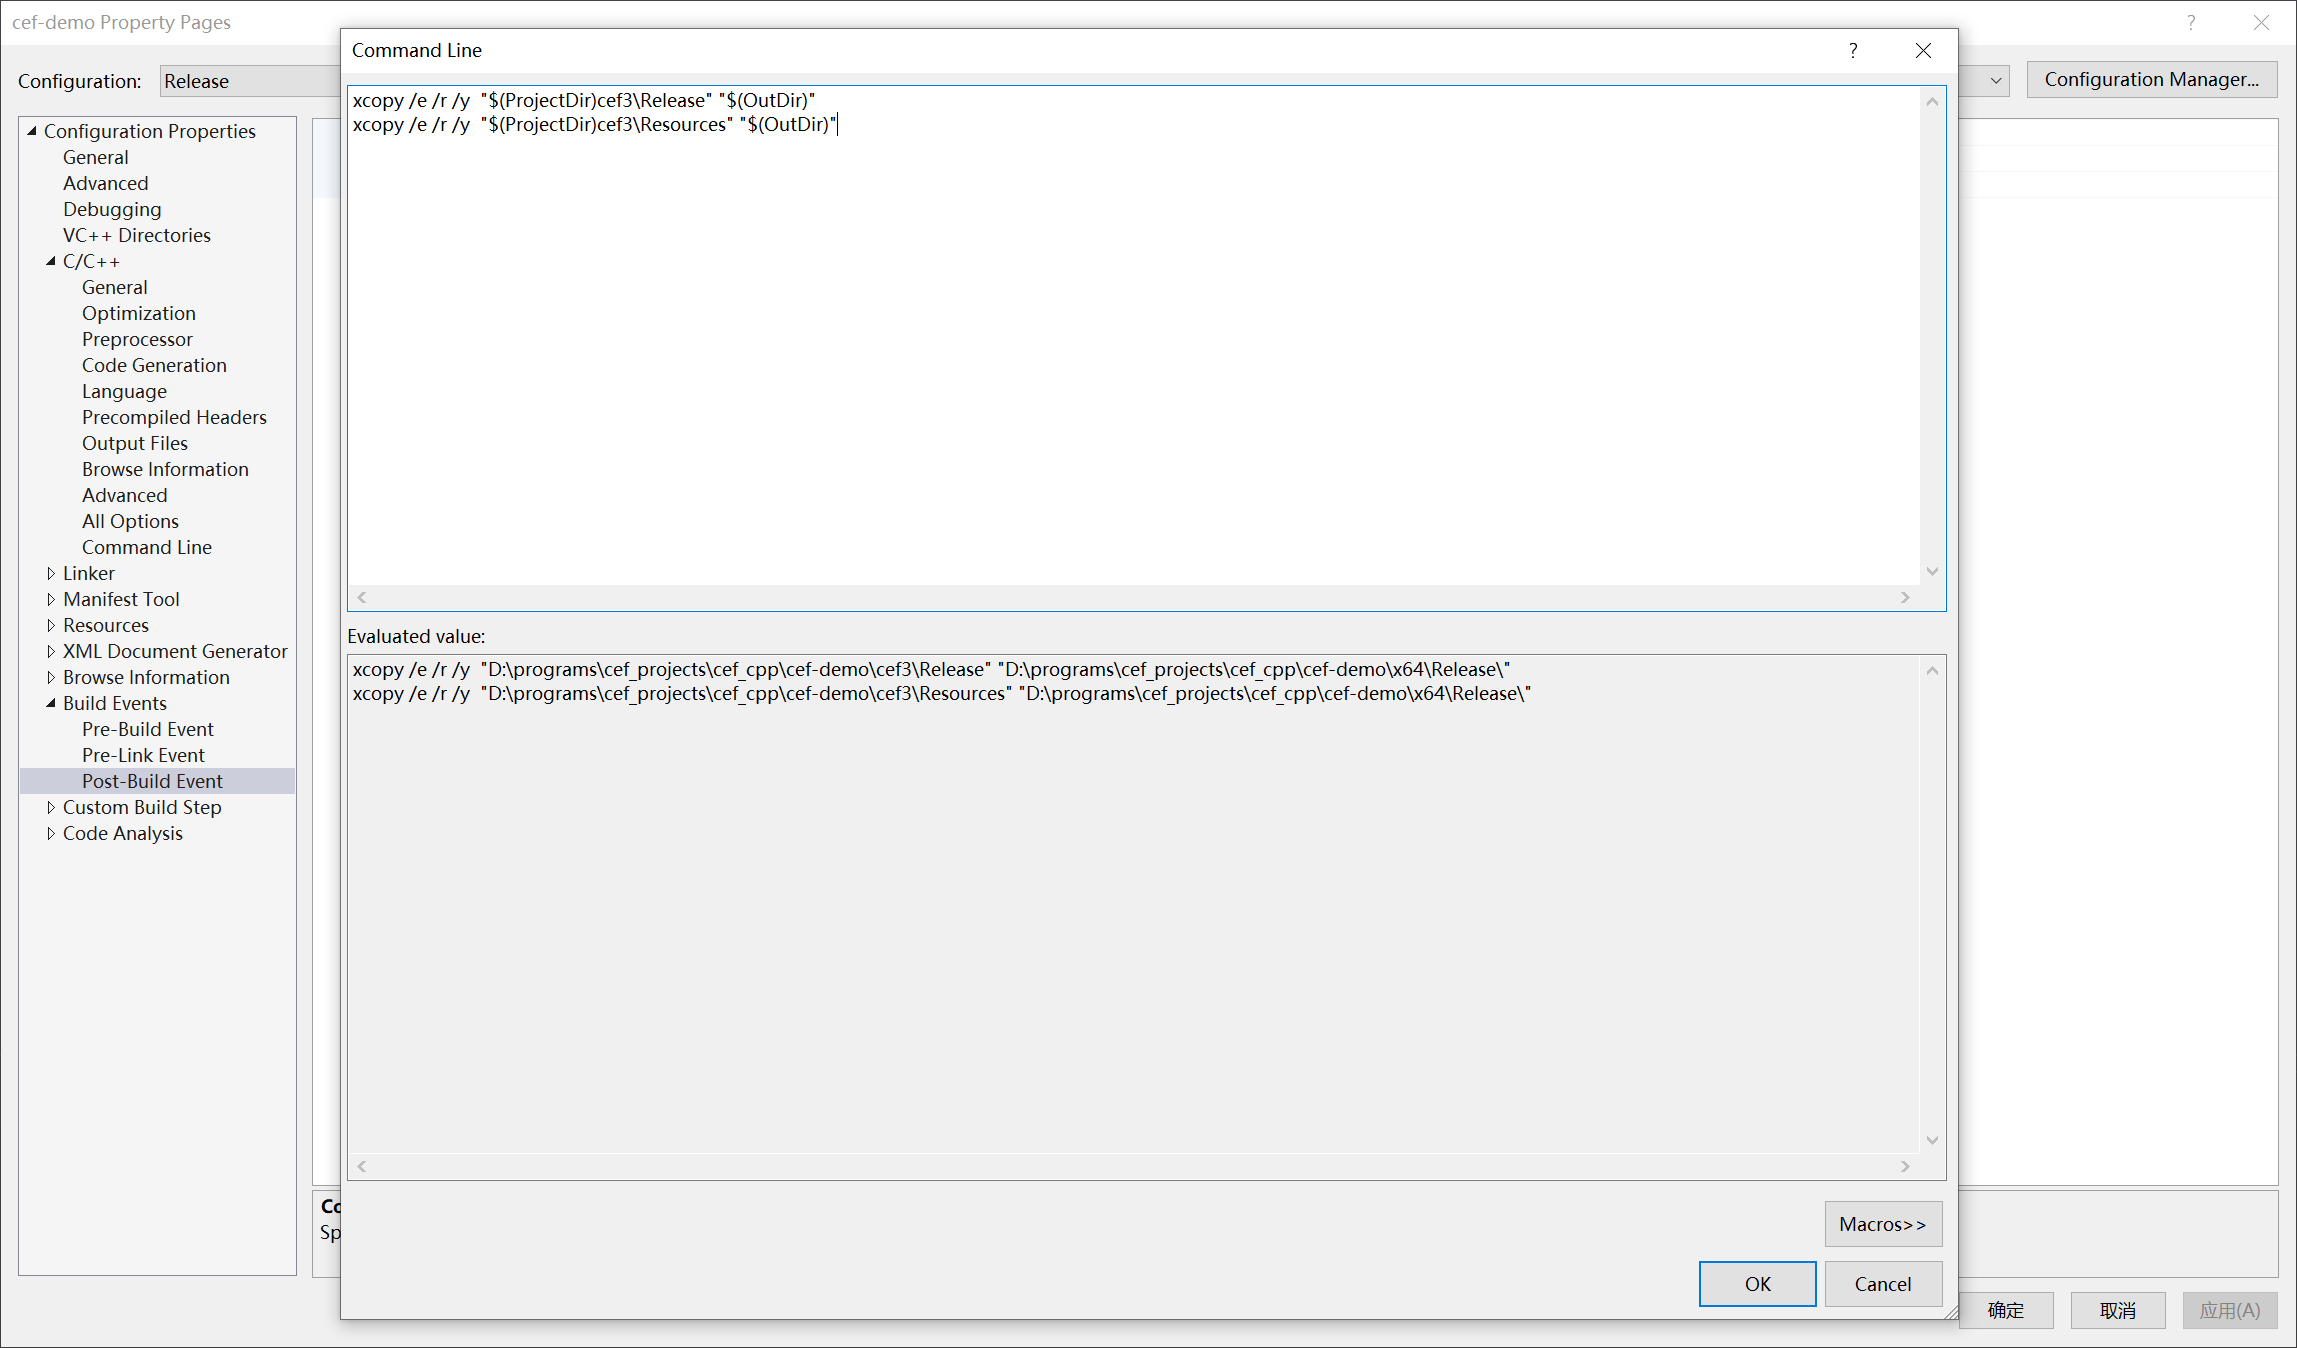 cef-demo Property Pages
Command Line
Configuration:
Release
Configuration Manager...
Configuration Properties
General
Advanced
Debugging
VC++ Directories
C/C++
General
Optimization
Preprocessor
Code Generation
Language
Precompiled Headers
Output Files
Browse Information
Advanced
All Options
Command Line
Linker
Manifest Tool
Resources
XML Document Generator
Browse Information
Build Events
Pre-Build Event
Pre-Link Event
Post-Build Event
Custom Build Step
Code Analysis
xcopy /e /r /y  "$(ProjectDir)cef3\Release" "$(OutDir)"
xcopy /e /r /y  "$(ProjectDir)cef3\Resources" "$(OutDir)"
Evaluated value:
xcopy /e /r /y  "D:\programs\cef_projects\cef_cpp\cef-demo\cef3\Release" "D:\programs\cef_projects\cef_cpp\cef-demo\x64\Release\"
xcopy /e /r /y  "D:\programs\cef_projects\cef_cpp\cef-demo\cef3\Resources" "D:\programs\cef_projects\cef_cpp\cef-demo\x64\Release\"
Macros>>
OK
Cancel
确定
取消
应用(A)